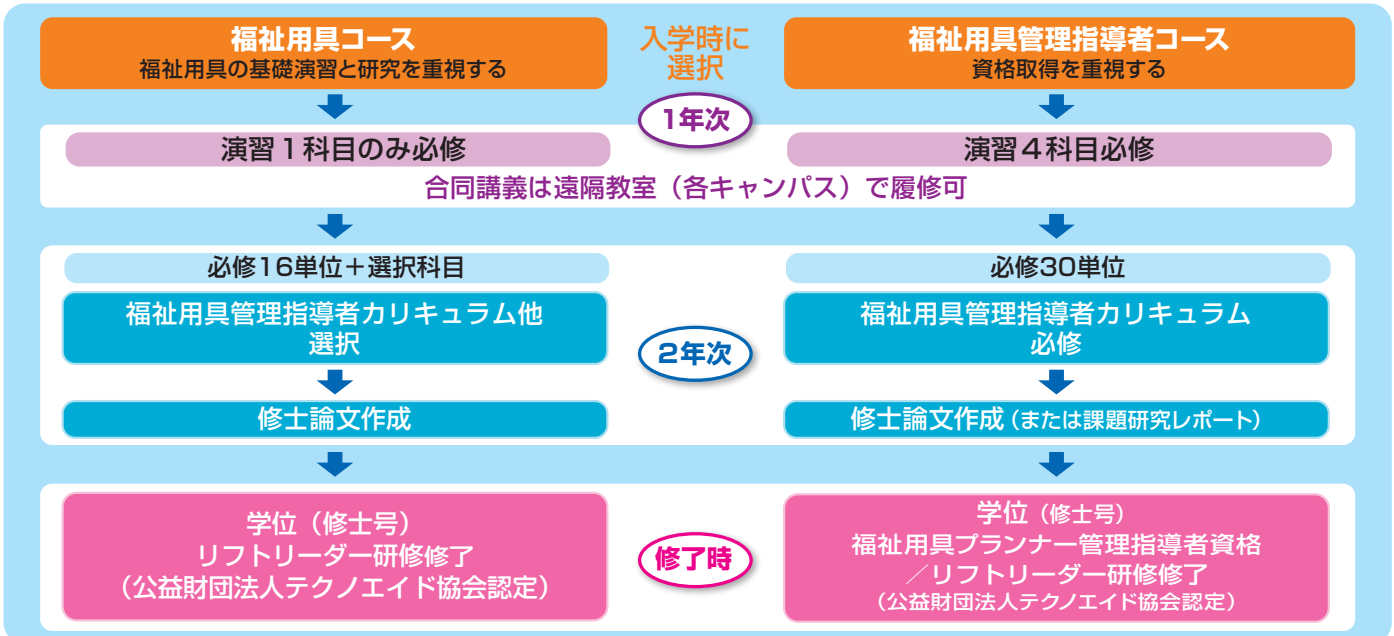 福祉用具コース
福祉用具の基礎演習と研究を重視する
入学時に
選択
福祉用具管理指導者コース
資格取得を重視する
1年次
演習1科目のみ必修
演習4科目必修
合同講義は遠隔教室（各キャンパス）で履修可
必修16単位＋選択科目
福祉用具管理指導者カリキュラム他
選択
修士論文作成
2年次
必修30単位
福祉用具管理指導者カリキュラム
必修
修士論文作成（または課題研究レポート）
学位（修士号）
リフトリーダー研修修了
（公益財団法人テクノエイド協会認定）
修了時
学位（修士号）
福祉用具プランナー管理指導者資格
／リフトリーダー研修修了
（公益財団法人テクノエイド協会認定）